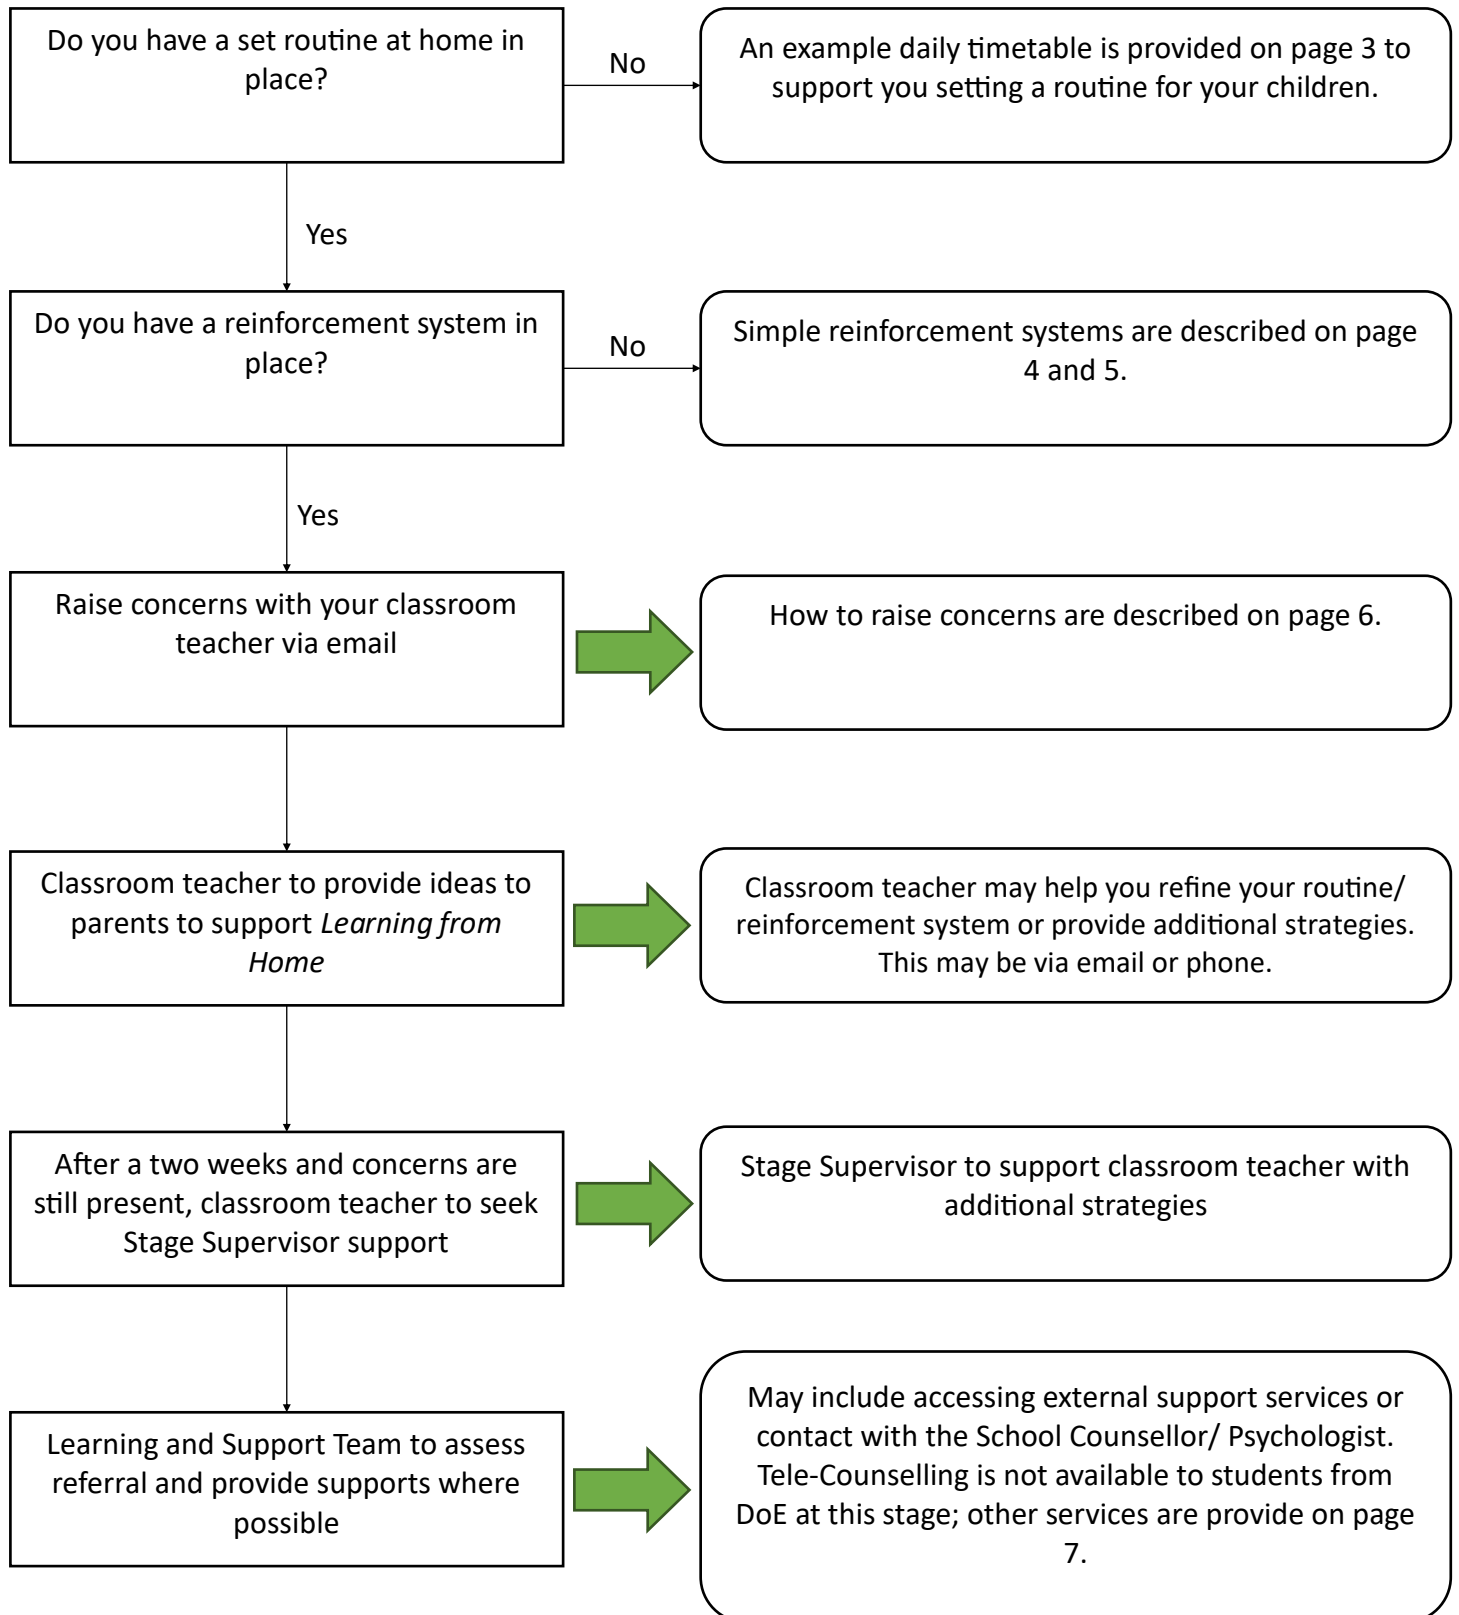 Do you have a set routine at home in
place?
No
An example daily timetable is provided on page 3 to
support you setting a routine for your children.
Yes
Do you have a reinforcement system in
place?
No
Simple reinforcement systems are described on page
4 and 5.
Yes
Raise concerns with your classroom
teacher via email
How to raise concerns are described on page 6.
Classroom teacher to provide ideas to
parents to support Learning from
Home
Classroom teacher may help you refine your routine/
reinforcement system or provide additional strategies.
This may be via email or phone.
After a two weeks and concerns are
still present, classroom teacher to seek
Stage Supervisor support
Stage Supervisor to support classroom teacher with
additional strategies
Learning and Support Team to assess
referral and provide supports where
possible
May include accessing external support services or
contact with the School Counsellor/ Psychologist.
Tele-Counselling is not available to students from
DoE at this stage; other services are provide on page
7.